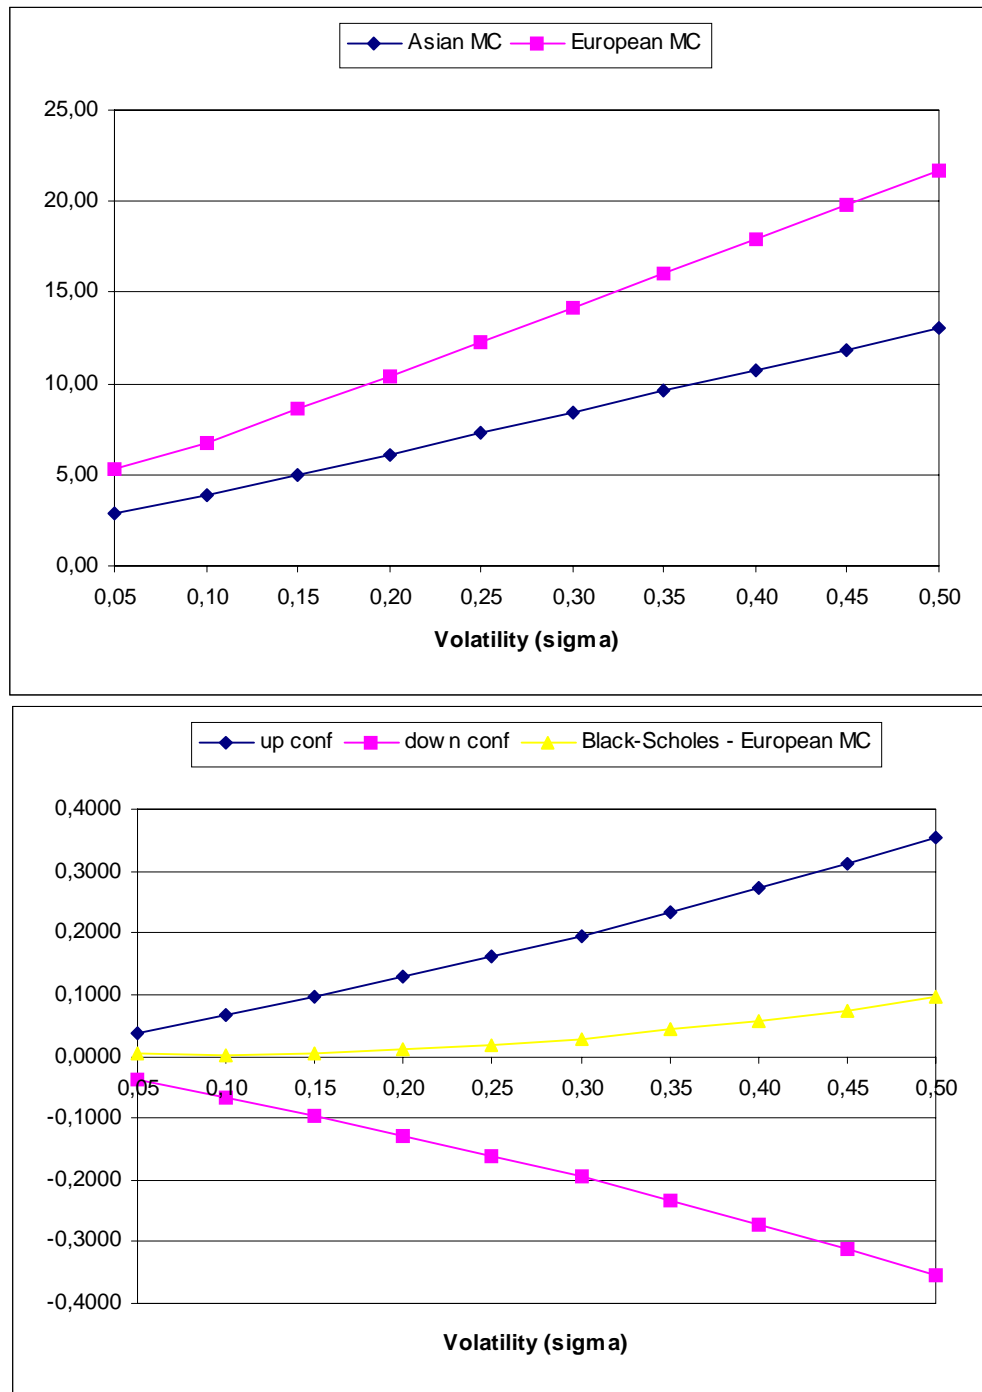 Asian MC European MC
25,00
20,00
15,00
10,00
5,00
0,00
0,05 0,10 0,15 0,20 0,25 0,30 0,35 0,40 0,45 0,50
Volatility (sigma)
up conf down conf Black-Scholes - European MC
0,4000
0,3000
0,2000
0,1000
0,0000
0,05 0,10 0,15 0,20 0,25 0,30 0,35 0,40 0,45 0,50
-0,1000
-0,2000
-0,3000
-0,4000
Volatility (sigma)